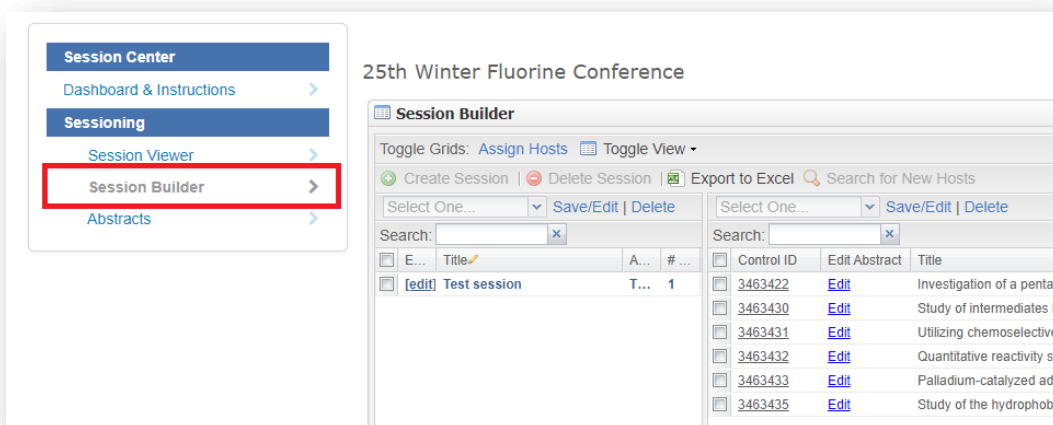 Session Center
Dashboard & Instructions
Sessioning
Session Viewer
Session Builder
Abstracts
25th Winter Fluorine Conference
Session Builder
Toggle Grids: Assign Hosts Toggle View
Create Session | Delete Session | Export to Excel Search for New Hosts
Select One... Save/Edit | Delete
Search:
E... Title A... # ...
[edit] Test session T... 1
Select One... Save/Edit | Delete
Search:
Control ID Edit Abstract Title
3463422 Edit Investigation of a penta
3463430 Edit Study of intermediates
3463431 Edit Utilizing chemoselective
3463432 Edit Quantitative reactivity s
3463433 Edit Palladium-catalyzed ad
3463435 Edit Study of the hydrophob